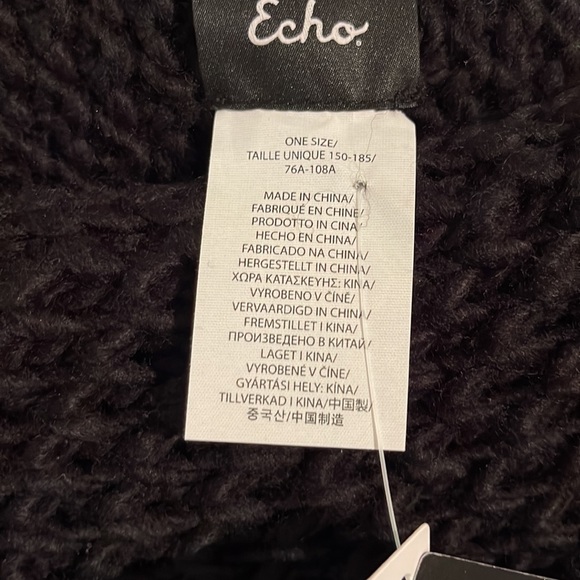 Echo
ONE SIZE/
TAILLE UNIQUE 150-185/
76A-108A
MADE IN CHINA/
FABRIQUÉ EN CHINE/
PRODOTTO IN CINA/
HECHO EN CHINA/
FABRICADO NA CHINA/
HERGESTELLT IN CHINA/
ΧΩΡΑ ΚΑΤΑΣΚΕΥΗΣ: KINA/
VYROBENO V ČÍNĚ/
VERVAARDIGD IN CHINA/
FREMSTILLET I KINA/
ПРОИЗВЕДЕНО В КИТАЙ/
LAGET I KINA/
VYROBENÉ V ČÍNE/
GYÁRTÁSI HELY: KÍNA/
TILLVERKAD I KINA/中国製/
중국산/中国制造